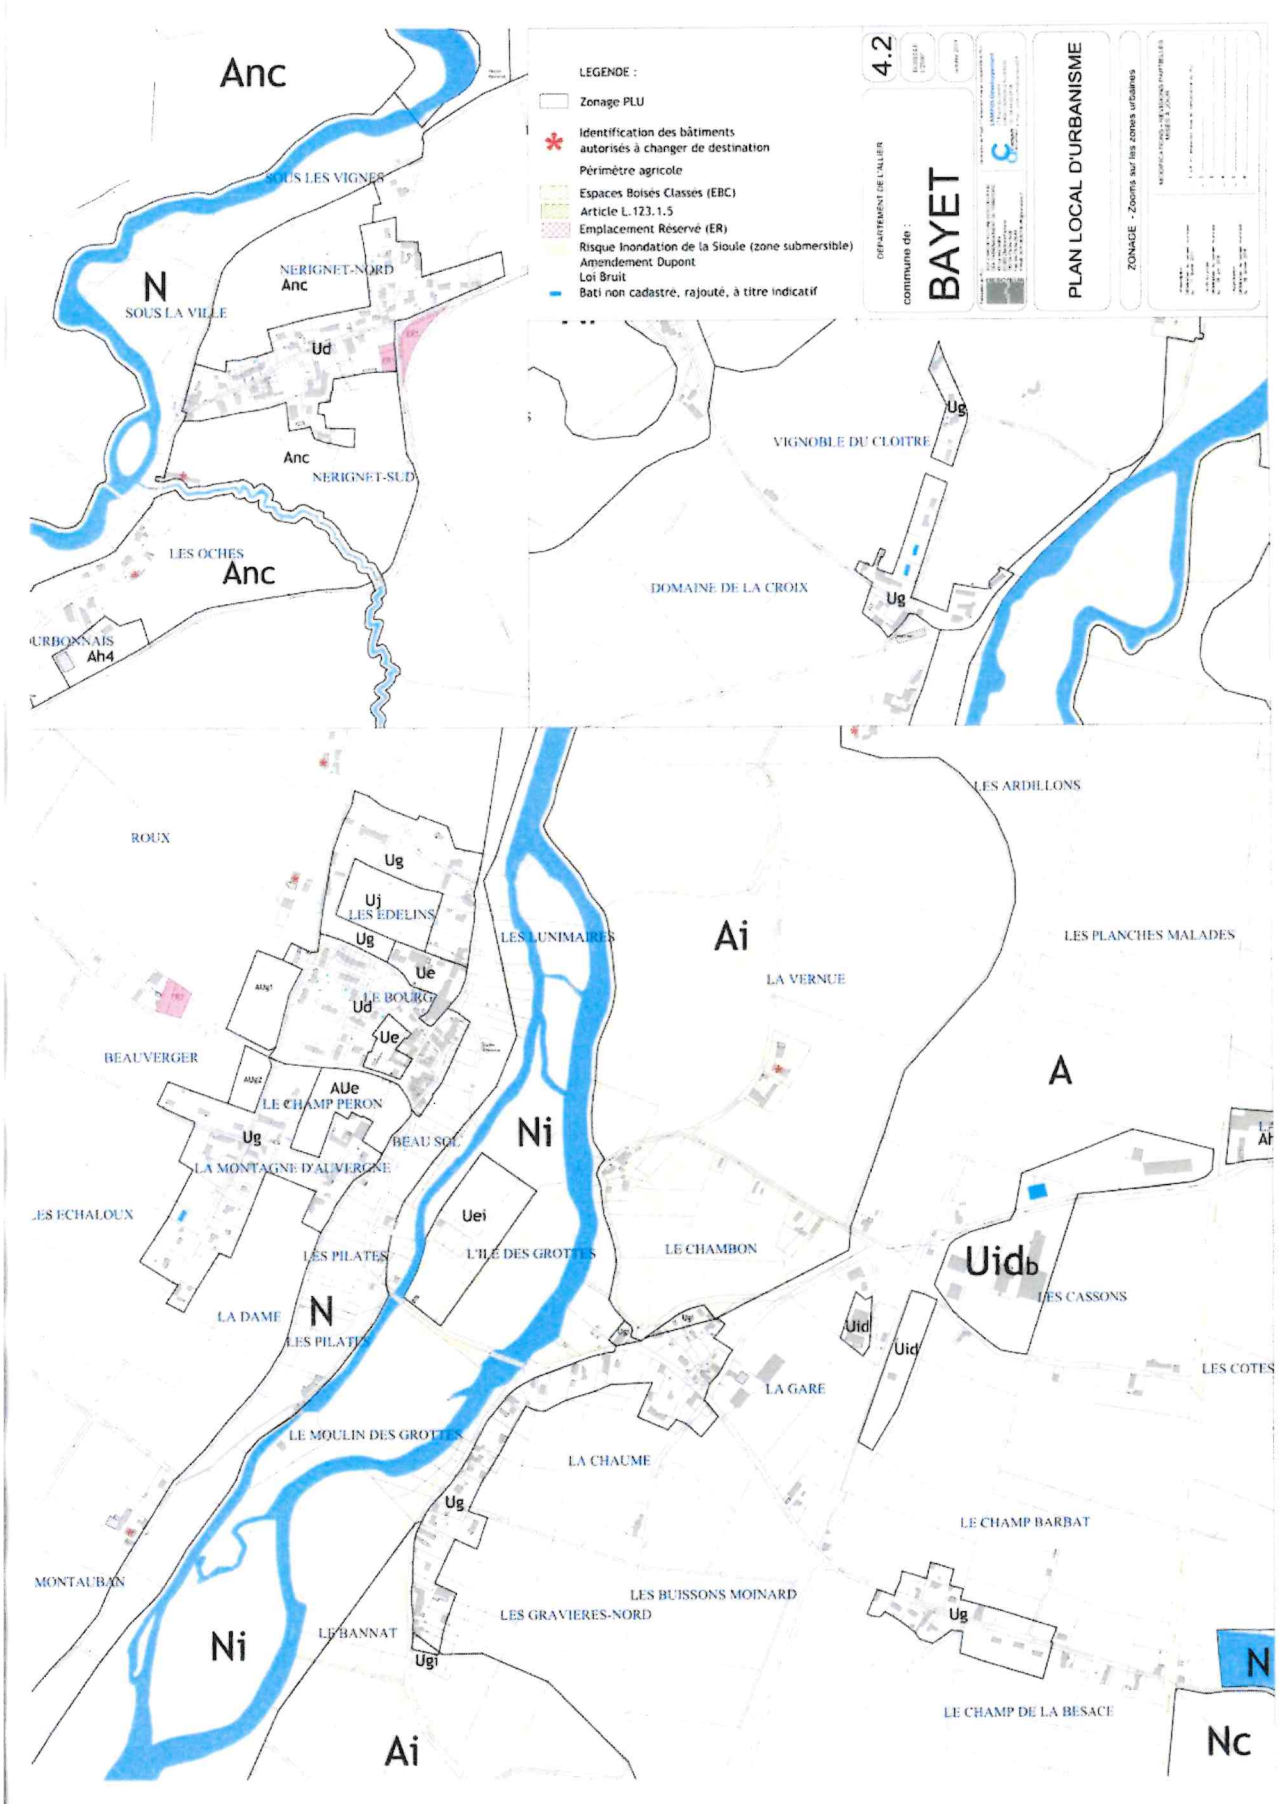 Anc
SOUS LES VIGNES
N
SOUS LA VILLE
NERIGNET-NORD
Anc
Ud
Anc
NERIGNET-SUD
LES OCHES
Anc
URBONNAIS
Ah4
LEGENDE :
Zonage PLU
Identification des bâtiments
autorisés à changer de destination
Périmètre agricole
Espaces Boisés Classés (EBC)
Article L.123.1.5
Emplacement Réservé (ER)
Risque Inondation de la Sioule (zone submersible)
Amendement Dupont
Loi Bruit
Bati non cadastré, rajouté, à titre indicatif
4.2
DEPARTEMENT DE L'ALLIER
commune de :
BAYET
PLAN LOCAL D'URBANISME
ZONAGE - Zooms sur les zones urbaines
VIGNOBLE DU CLOITRE
Ug
DOMAINE DE LA CROIX
Ug
ROUX
Ug
Uj
LES EDELINS
Ug
Ue
LE BOURG
Ud
Ue
AUg1
BEAUVERGER
AUg2
AUe
LE CHAMP PERON
Ug
BEAU SOL
LA MONTAGNE D'AUVERGNE
LES ECHALOUX
LES PILATES
LA DAME
N
LES PILATES
LES LUNIMAIRES
Ni
Uei
L'ILE DES GROTTES
LE MOULIN DES GROTTES
MONTAUBAN
Ni
LE BANNAT
Ugi
Ai
Ug
LES GRAVIERES-NORD
LA CHAUME
LES BUISSONS MOINARD
LE CHAMBON
Ai
LA VERNUE
LES ARDILLONS
LES PLANCHES MALADES
A
Ah
Uidb
LES CASSONS
Uid
Uid
LA GARE
LES COTES
LE CHAMP BARBAT
Ug
LE CHAMP DE LA BESACE
N
Nc